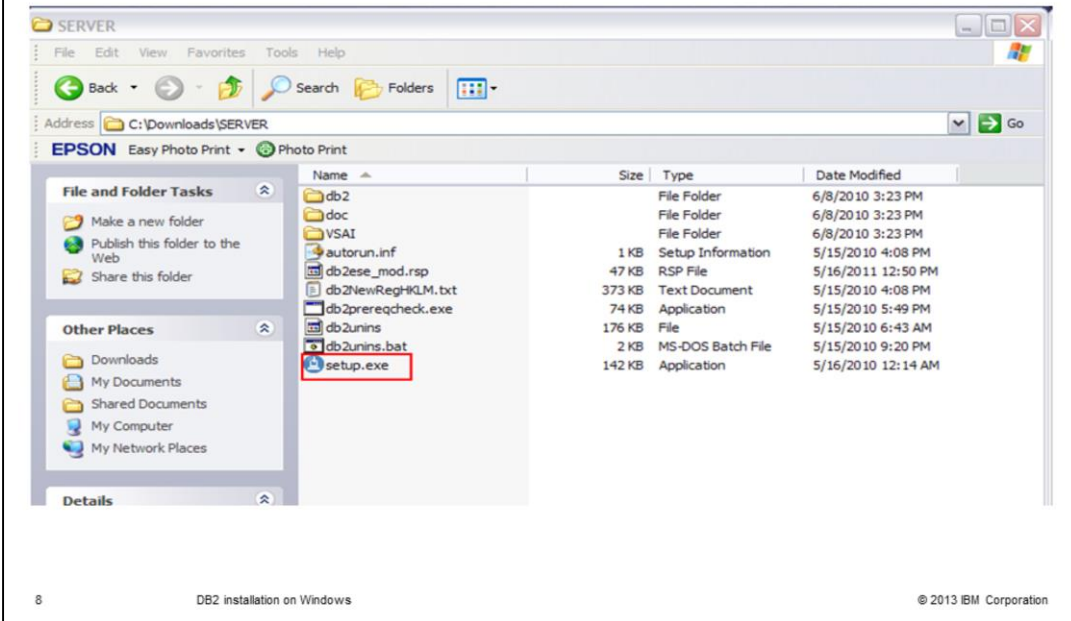 SERVER
File Edit View Favorites Tools Help
Back Search Folders
Address C:\Downloads\SERVER Go
EPSON Easy Photo Print Photo Print
File and Folder Tasks
Make a new folder
Publish this folder to the
Web
Share this folder
Other Places
Downloads
My Documents
Shared Documents
My Computer
My Network Places
Details
Name Size Type Date Modified
db2 File Folder 6/8/2010 3:23 PM
doc File Folder 6/8/2010 3:23 PM
VSAI File Folder 6/8/2010 3:23 PM
autorun.inf 1 KB Setup Information 5/15/2010 4:08 PM
db2ese_mod.rsp 47 KB RSP File 5/16/2011 12:50 PM
db2NewRegHKLM.txt 373 KB Text Document 5/15/2010 4:08 PM
db2prereqcheck.exe 74 KB Application 5/15/2010 5:49 PM
db2unins 176 KB File 5/15/2010 6:43 AM
db2unins.bat 2 KB MS-DOS Batch File 5/15/2010 9:20 PM
setup.exe 142 KB Application 5/16/2010 12:14 AM
8 DB2 installation on Windows © 2013 IBM Corporation